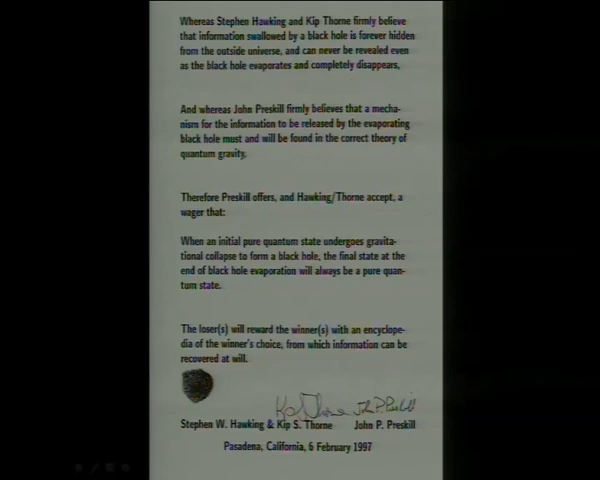 Whereas Stephen Hawking and Kip Thorne firmly believe
that information swallowed by a black hole is forever hidden
from the outside universe, and can never be revealed even
as the black hole evaporates and completely disappears,
And whereas John Preskill firmly believes that a mecha-
nism for the information to be released by the evaporating
black hole must and will be found in the correct theory of
quantum gravity,
Therefore Preskill offers, and Hawking/Thorne accept, a
wager that:
When an initial pure quantum state undergoes gravita-
tional collapse to form a black hole, the final state at the
end of black hole evaporation will always be a pure quan-
tum state.
The loser(s) will reward the winner(s) with an encyclope-
dia of the winner's choice, from which information can be
recovered at will.
Kip Thorne John P. Preskill
Stephen W. Hawking & Kip S. Thorne John P. Preskill
Pasadena, California, 6 February 1997